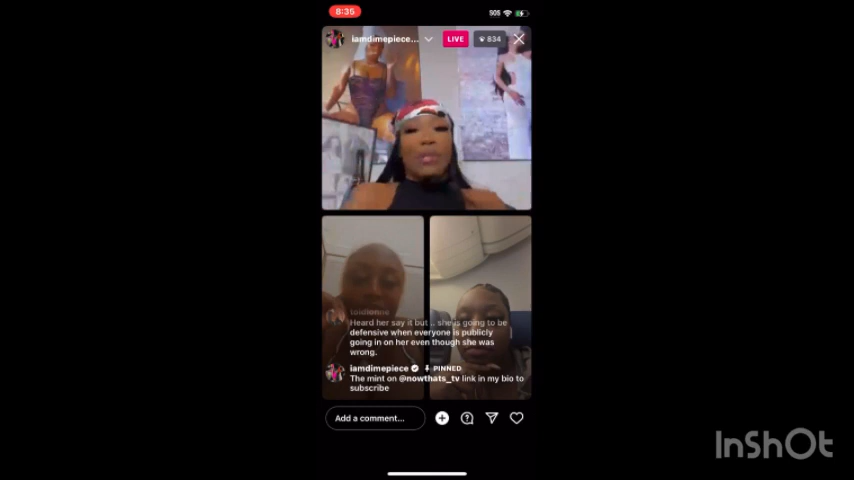 8:35
SOS
iamdimepiece...
LIVE
834
Heard her say it but .. she is going to be
defensive when everyone is publicly
going in on her even though she was
wrong.
iamdimepiece PINNED
The mint on @nowthats_tv link in my bio to
subscribe
Add a comment...
InShOt